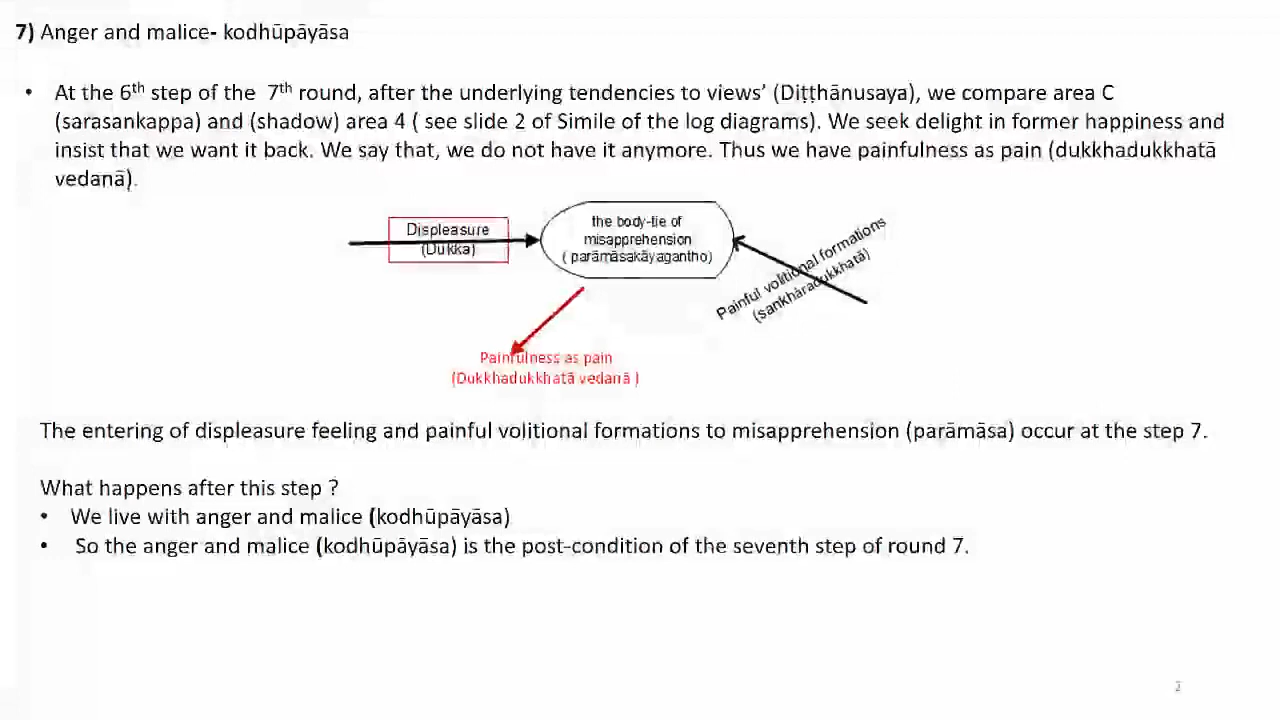 7) Anger and malice- kodhūpāyāsa
• At the 6th step of the 7th round, after the underlying tendencies to views’ (Diṭṭhānusaya), we compare area C
(sarasankappa) and (shadow) area 4 ( see slide 2 of Simile of the log diagrams). We seek delight in former happiness and
insist that we want it back. We say that, we do not have it anymore. Thus we have painfulness as pain (dukkhadukkhatā
vedanā).
Displeasure
(Dukka)
the body-tie of
misapprehension
( parāmāsakāyagantho)
Painful volitional formations
(sankhāradukkhatā)
Painfulness as pain
(Dukkhadukkhatā vedanā )
The entering of displeasure feeling and painful volitional formations to misapprehension (parāmāsa) occur at the step 7.
What happens after this step ?
• We live with anger and malice (kodhūpāyāsa)
• So the anger and malice (kodhūpāyāsa) is the post-condition of the seventh step of round 7.
2